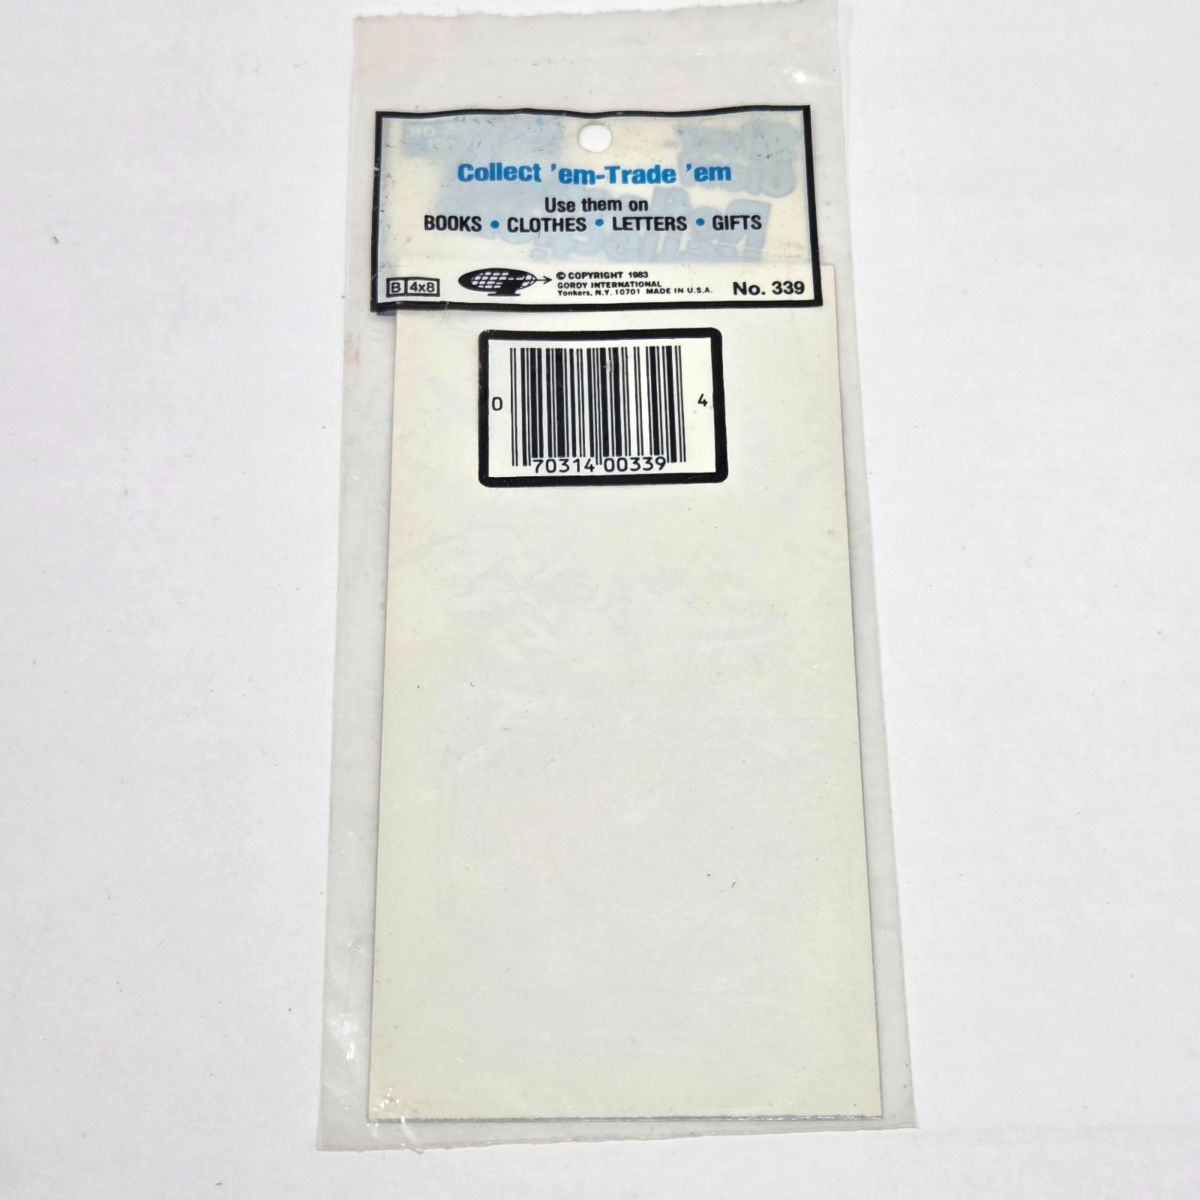 Collect 'em-Trade 'em
Use them on
BOOKS • CLOTHES • LETTERS • GIFTS
B 4x8
© COPYRIGHT 1983
GORDY INTERNATIONAL
Yonkers, N.Y. 10701 MADE IN U.S.A.
No. 339
0 70314 00339 4